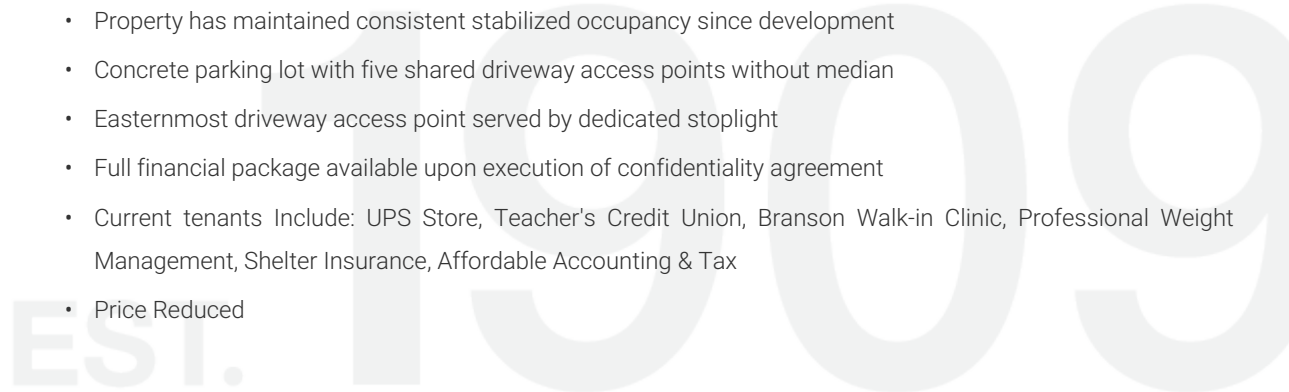 • Property has maintained consistent stabilized occupancy since development
• Concrete parking lot with five shared driveway access points without median
• Easternmost driveway access point served by dedicated stoplight
• Full financial package available upon execution of confidentiality agreement
• Current tenants Include: UPS Store, Teacher's Credit Union, Branson Walk-in Clinic, Professional Weight
Management, Shelter Insurance, Affordable Accounting & Tax
• Price Reduced
EST. 1909